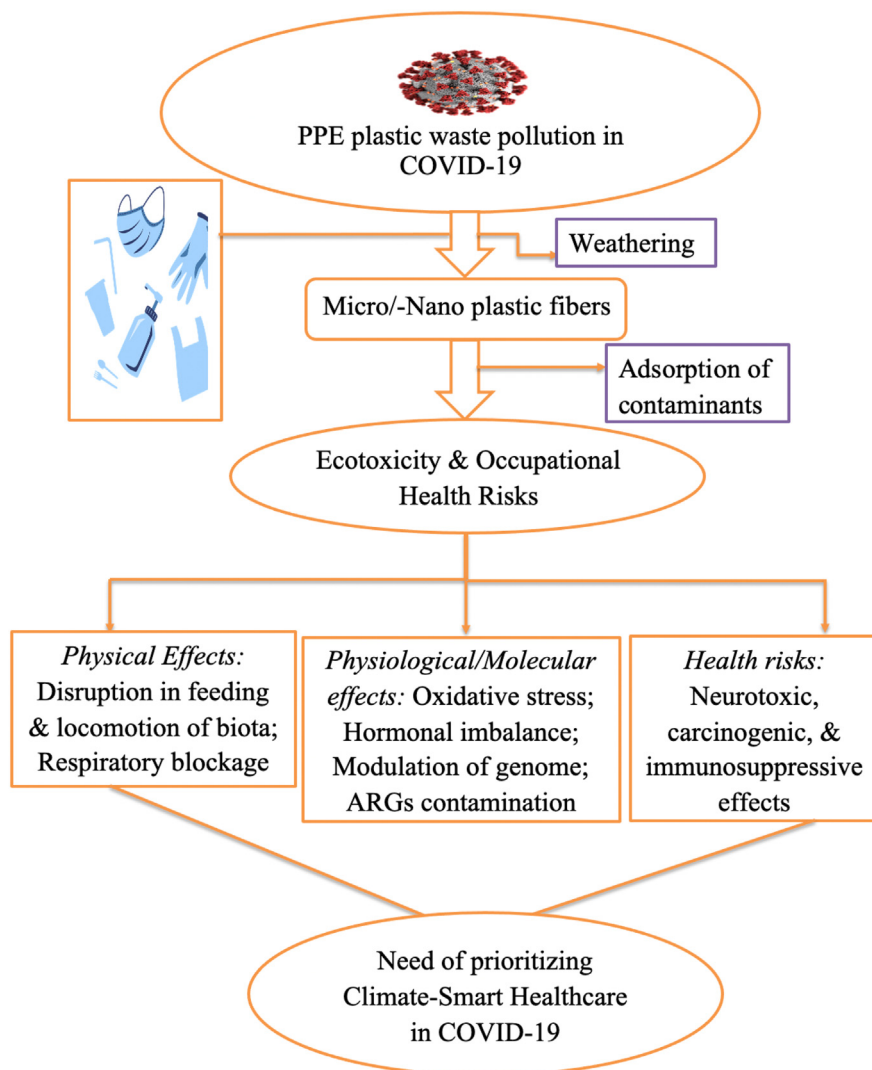 PPE plastic waste pollution in
COVID-19
Weathering
Micro/-Nano plastic fibers
Adsorption of
contaminants
Ecotoxicity & Occupational
Health Risks
Physical Effects:
Disruption in feeding
& locomotion of biota;
Respiratory blockage
Physiological/Molecular
effects: Oxidative stress;
Hormonal imbalance;
Modulation of genome;
ARGs contamination
Health risks:
Neurotoxic,
carcinogenic, &
immunosuppressive
effects
Need of prioritizing
Climate-Smart Healthcare
in COVID-19